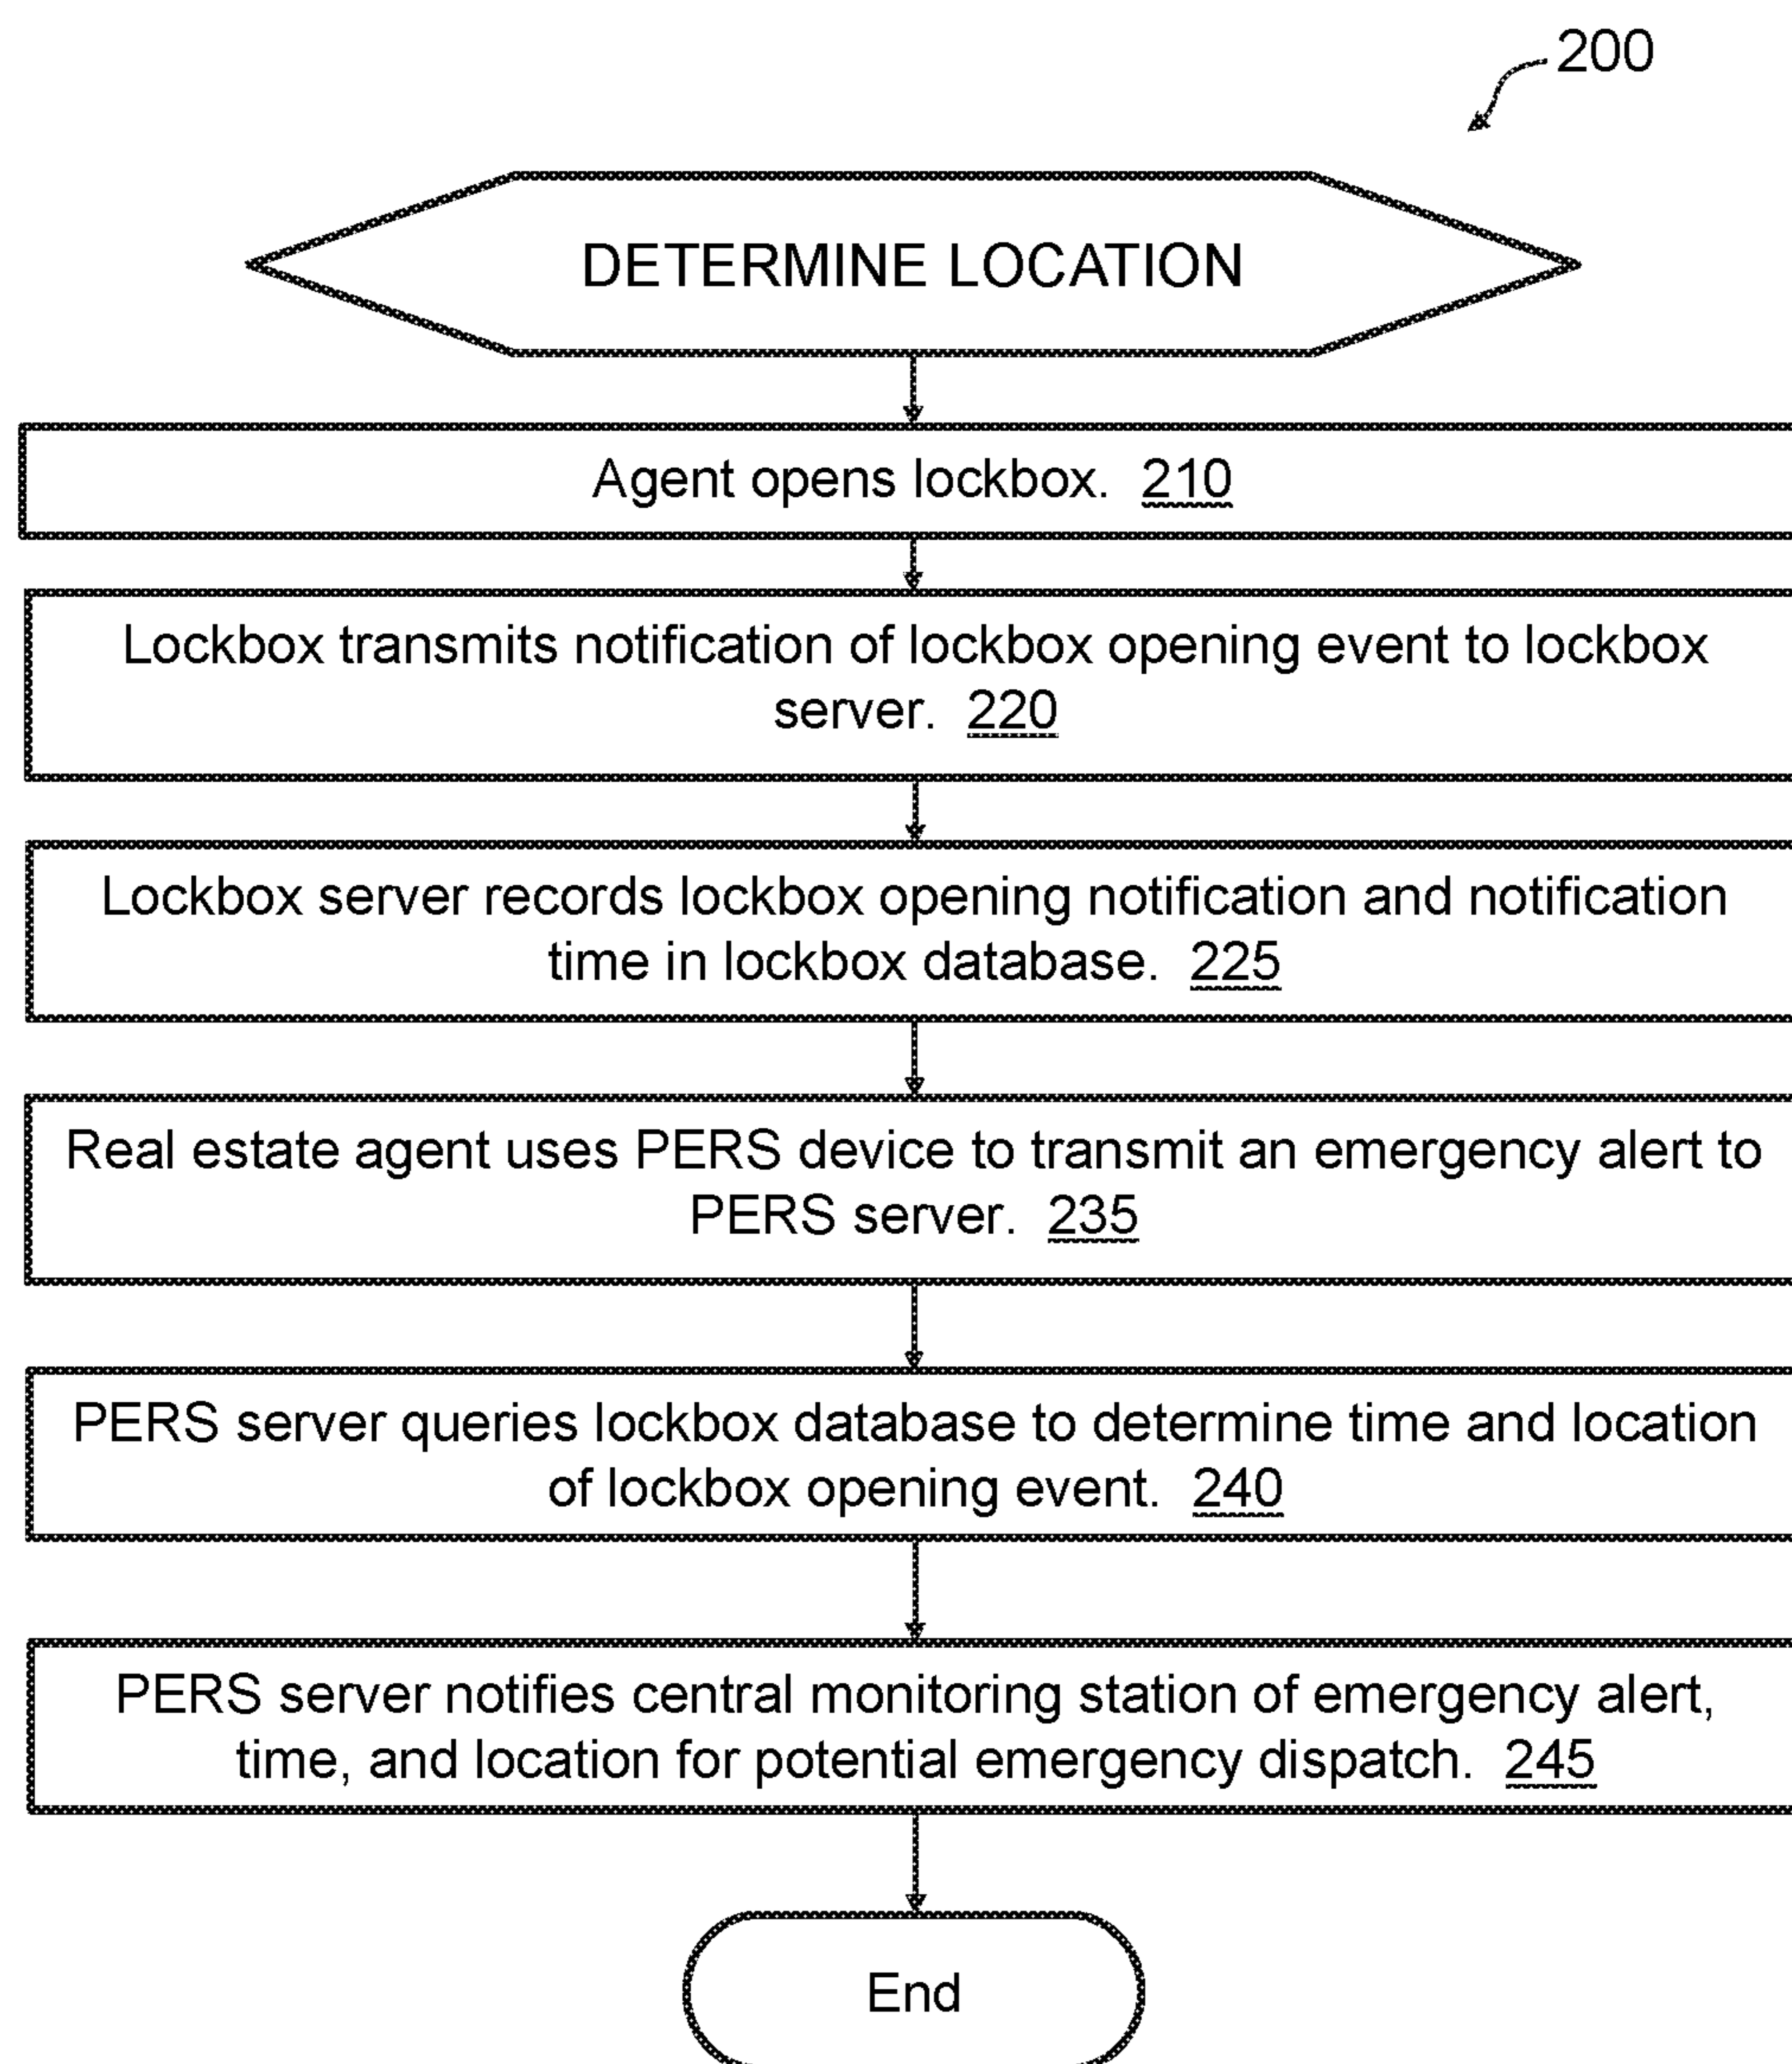 200
DETERMINE LOCATION
Agent opens lockbox. 210
Lockbox transmits notification of lockbox opening event to lockbox
server. 220
Lockbox server records lockbox opening notification and notification
time in lockbox database. 225
Real estate agent uses PERS device to transmit an emergency alert to
PERS server. 235
PERS server queries lockbox database to determine time and location
of lockbox opening event. 240
PERS server notifies central monitoring station of emergency alert,
time, and location for potential emergency dispatch. 245
End